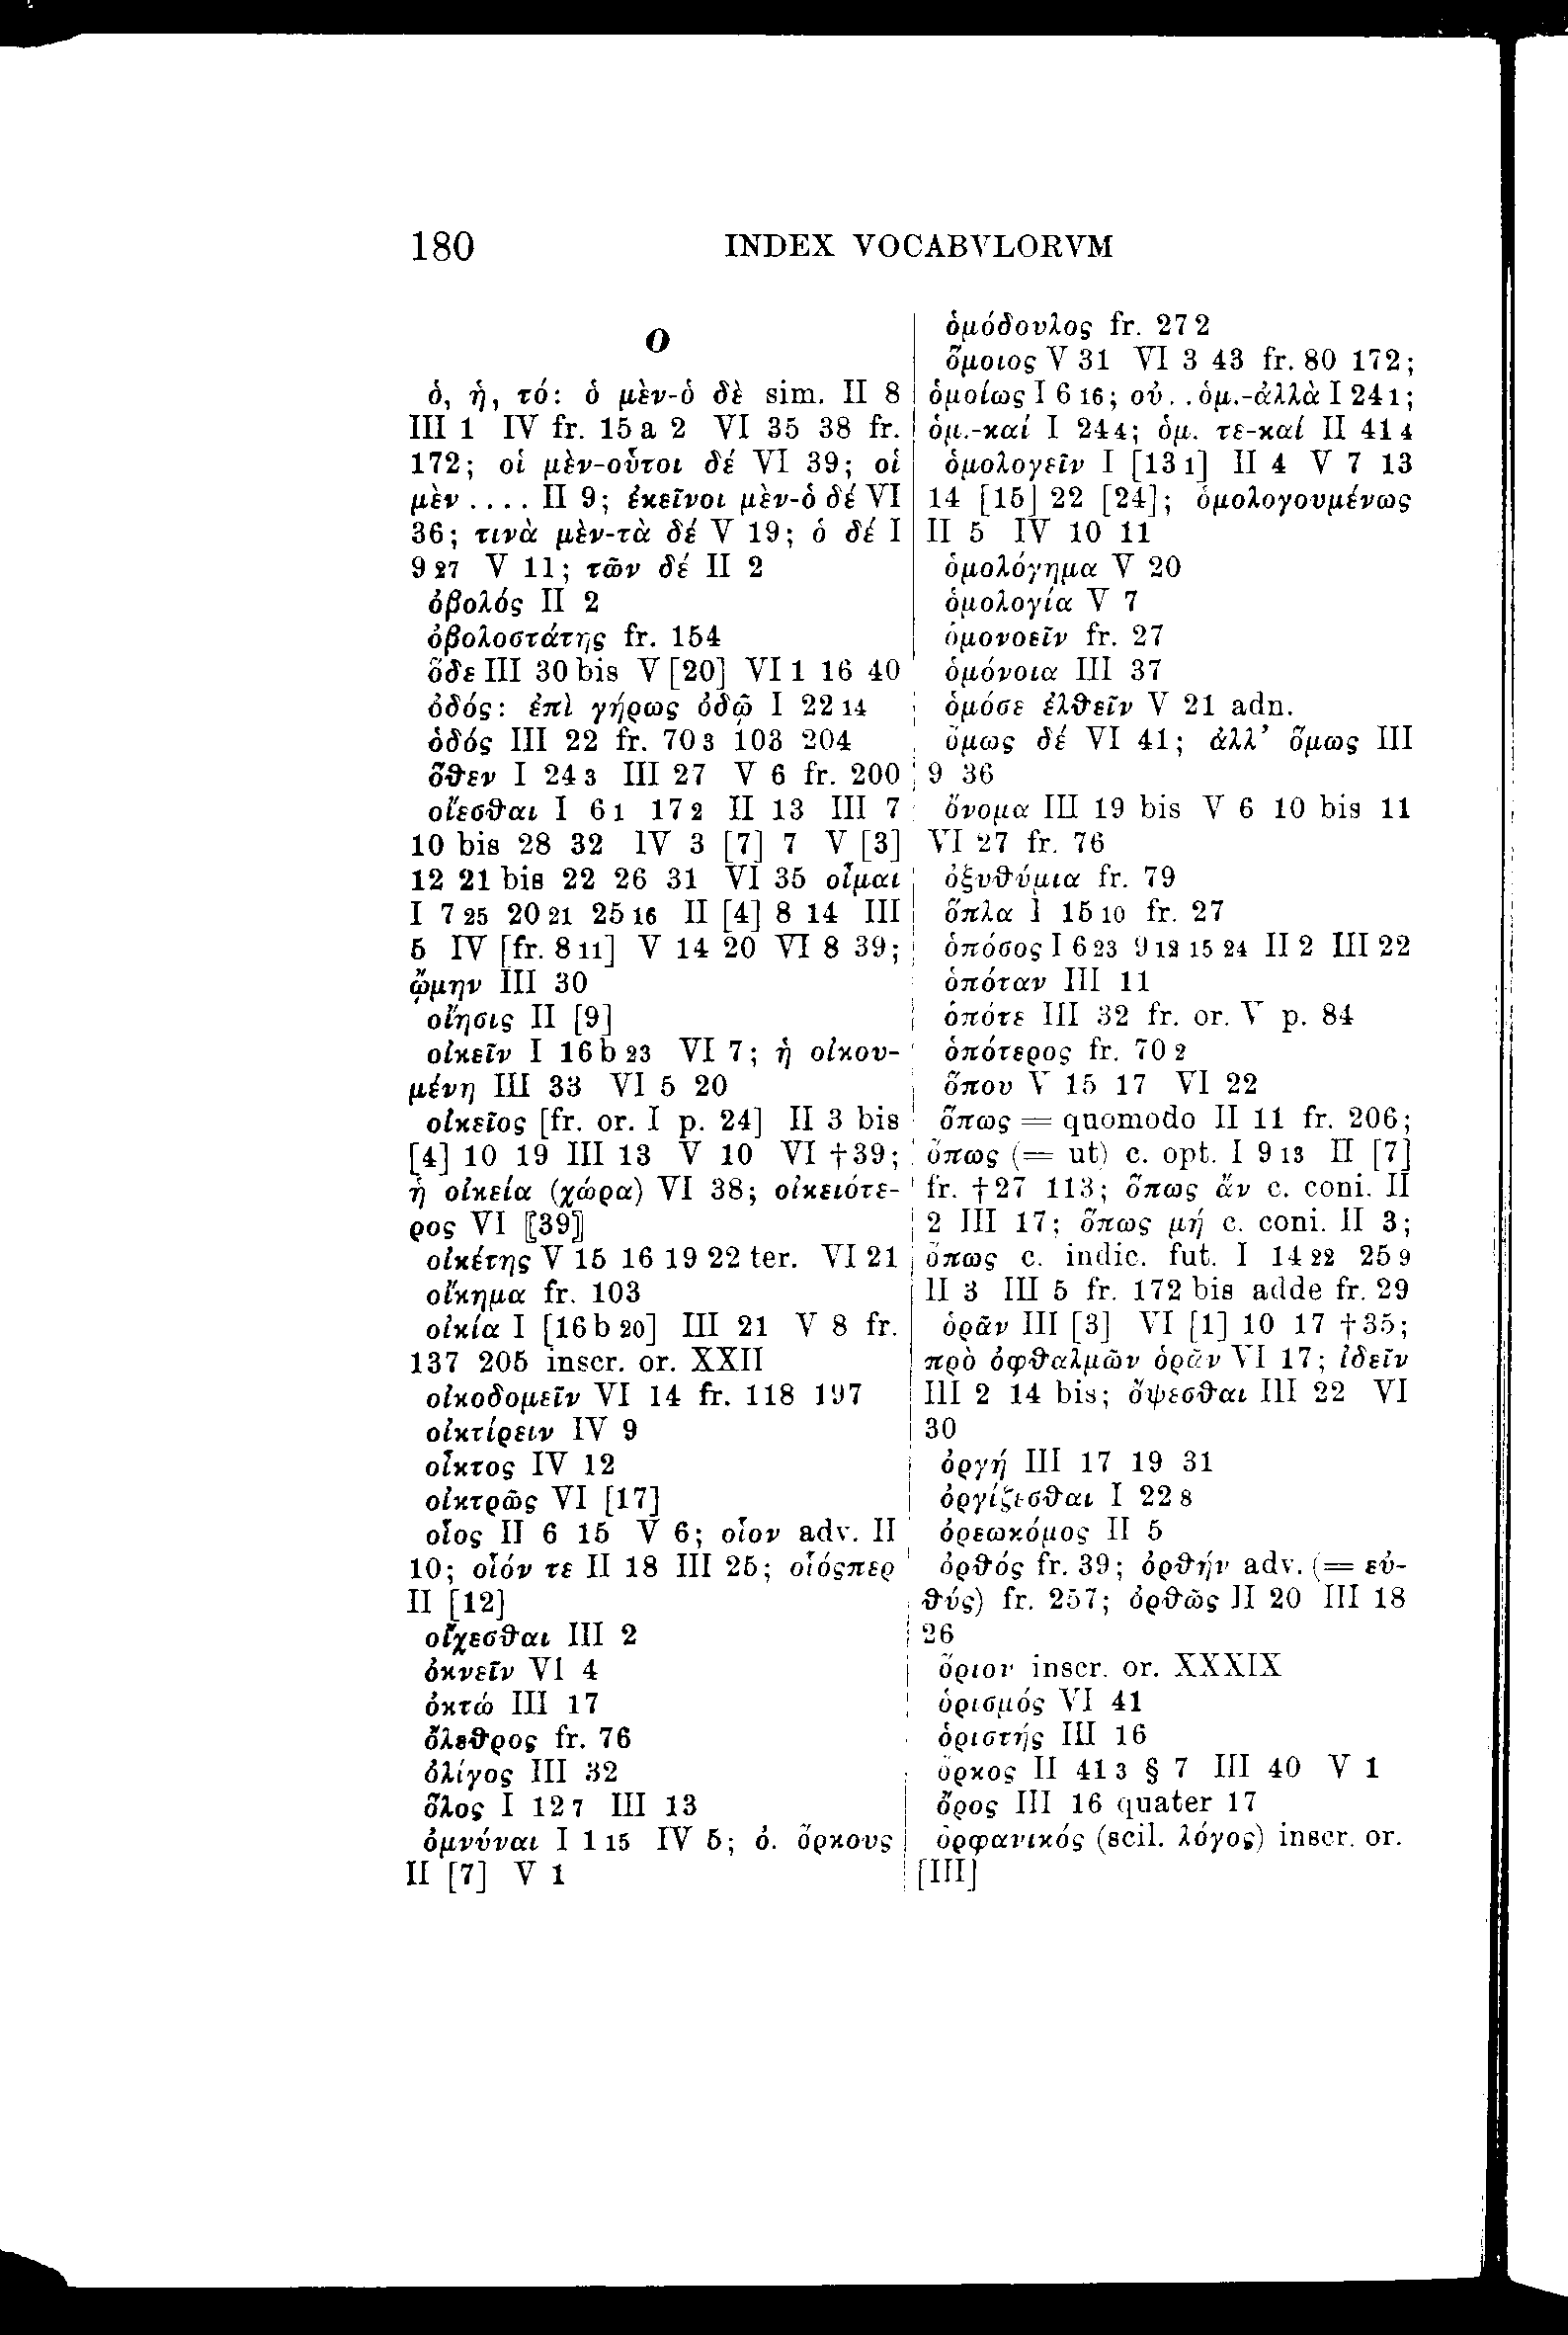 180 INDEX VOCABVLORVM
O
ὁ, ἡ, τό: ὁ μὲν-ὁ δὲ sim. II 8
III 1 IV fr. 15 a 2 VI 35 38 fr.
172; οἱ μὲν-οὗτοι δέ VI 39; οἱ
μὲν .... II 9; ἐκεῖνοι μὲν-ὁ δέ VI
36; τινὰ μὲν-τὰ δέ V 19; ὁ δέ I
9 27 V 11; τῶν δέ II 2
ὀβολός II 2
ὀβολοστάτης fr. 154
ὅδε III 30 bis V [20] VI 1 16 40
ὀδός: ἐπὶ γήρως ὀδῷ I 22 14
ὁδός III 22 fr. 70 3 103 204
ὅθεν I 24 3 III 27 V 6 fr. 200
οἴεσθαι I 6 1 17 2 II 13 III 7
10 bis 28 32 IV 3 [7] 7 V [3]
12 21 bis 22 26 31 VI 35 οἶμαι
I 7 25 20 21 25 16 II [4] 8 14 III
5 IV [fr. 8 11] V 14 20 VI 8 39;
ᾤμην III 30
οἴησις II [9]
οἰκεῖν I 16 b 23 VI 7; ἡ οἰκου-
μένη III 33 VI 5 20
οἰκεῖος [fr. or. I p. 24] II 3 bis
[4] 10 19 III 13 V 10 VI †39;
ἡ οἰκεία (χώρα) VI 38; οἰκειότε-
ρος VI ⟦39⟧
οἰκέτης V 15 16 19 22 ter. VI 21
οἴκημα fr. 103
οἰκία I [16 b 20] III 21 V 8 fr.
137 205 inscr. or. XXII
οἰκοδομεῖν VI 14 fr. 118 197
οἰκτίρειν IV 9
οἶκτος IV 12
οἰκτρῶς VI [17]
οἷος II 6 15 V 6; οἷον adv. II
10; οἷόν τε II 18 III 25; οἷόςπερ
II [12]
οἴχεσθαι III 2
ὀκνεῖν VI 4
ὀκτώ III 17
ὄλεθρος fr. 76
ὀλίγος III 32
ὅλος I 12 7 III 13
ὀμνύναι I 1 15 IV 5; ὀ. ὅρκους
II [7] V 1
ὁμόδουλος fr. 27 2
ὅμοιος V 31 VI 3 43 fr. 80 172;
ὁμοίως I 6 16; οὐ . . ὁμ.-ἀλλὰ I 24 1;
ὁμ.-καί I 24 4; ὁμ. τε-καί II 4 14
ὁμολογεῖν I [13 1] II 4 V 7 13
14 [15] 22 [24]; ὁμολογουμένως
II 5 IV 10 11
ὁμολόγημα V 20
ὁμολογία V 7
ὁμονοεῖν fr. 27
ὁμόνοια III 37
ὁμόσε ἐλθεῖν V 21 adn.
ὅμως δέ VI 41; ἀλλ’ ὅμως III
9 36
ὄνομα III 19 bis V 6 10 bis 11
VI 27 fr. 76
ὀξυθύμια fr. 79
ὅπλα I 15 10 fr. 27
ὁπόσος I 6 23 9 12 15 24 II 2 III 22
ὁπόταν III 11
ὁπότε III 32 fr. or. V p. 84
ὁπότερος fr. 70 2
ὅπου V 15 17 VI 22
ὅπως = quomodo II 11 fr. 206;
ὅπως (= ut) c. opt. I 9 13 II [7]
fr. †27 113; ὅπως ἄν c. coni. II
2 III 17; ὅπως μή c. coni. II 3;
ὅπως c. indic. fut. I 14 22 25 9
II 3 III 5 fr. 172 bis adde fr. 29
ὁρᾶν III [3] VI [1] 10 17 †35;
πρὸ ὀφθαλμῶν ὁρᾶν VI 17; ἰδεῖν
III 2 14 bis; ὄψεσθαι III 22 VI
30
ὀργή III 17 19 31
ὀργίζεσθαι I 22 8
ὀρεωκόμος II 5
ὀρθός fr. 39; ὀρθήν adv. (= εὐ-
θύς) fr. 257; ὀρθῶς II 20 III 18
26
ὅριον inscr. or. XXXIX
ὁρισμός VI 41
ὁριστής III 16
ὅρκος II 4 13 § 7 III 40 V 1
ὄρος III 16 quater 17
ὀρφανικός (scil. λόγος) inscr. or.
[III]